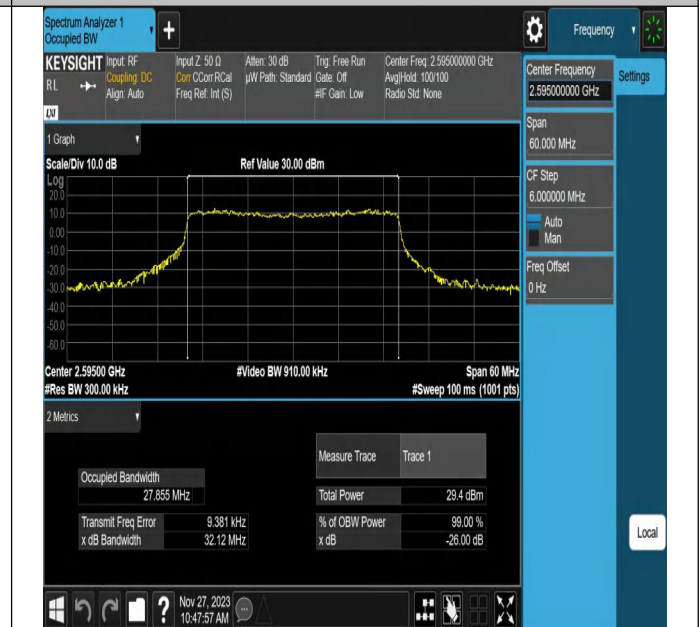 Spectrum Analyzer 1
Occupied BW
+
Frequency
KEYSIGHT
RL
LXI
Input: RF
Coupling: DC
Align: Auto
Input Z: 50 Ω
Corr CCorr RCal
Freq Ref: Int (S)
Atten: 30 dB
µW Path: Standard
Trig: Free Run
Gate: Off
#IF Gain: Low
Center Freq: 2.595000000 GHz
Avg|Hold: 100/100
Radio Std: None
Center Frequency
2.595000000 GHz
Settings
Span
60.000 MHz
CF Step
6.000000 MHz
Auto
Man
Freq Offset
0 Hz
1 Graph
Scale/Div 10.0 dB
Ref Value 30.00 dBm
Log
20.0
10.0
0.00
-10.0
-20.0
-30.0
-40.0
-50.0
-60.0
Center 2.59500 GHz
#Video BW 910.00 kHz
Span 60 MHz
#Res BW 300.00 kHz
#Sweep 100 ms (1001 pts)
2 Metrics
Measure Trace
Trace 1
Occupied Bandwidth
27.855 MHz
Total Power
29.4 dBm
Transmit Freq Error
9.381 kHz
% of OBW Power
99.00 %
x dB Bandwidth
32.12 MHz
x dB
-26.00 dB
Local
?
Nov 27, 2023
10:47:57 AM